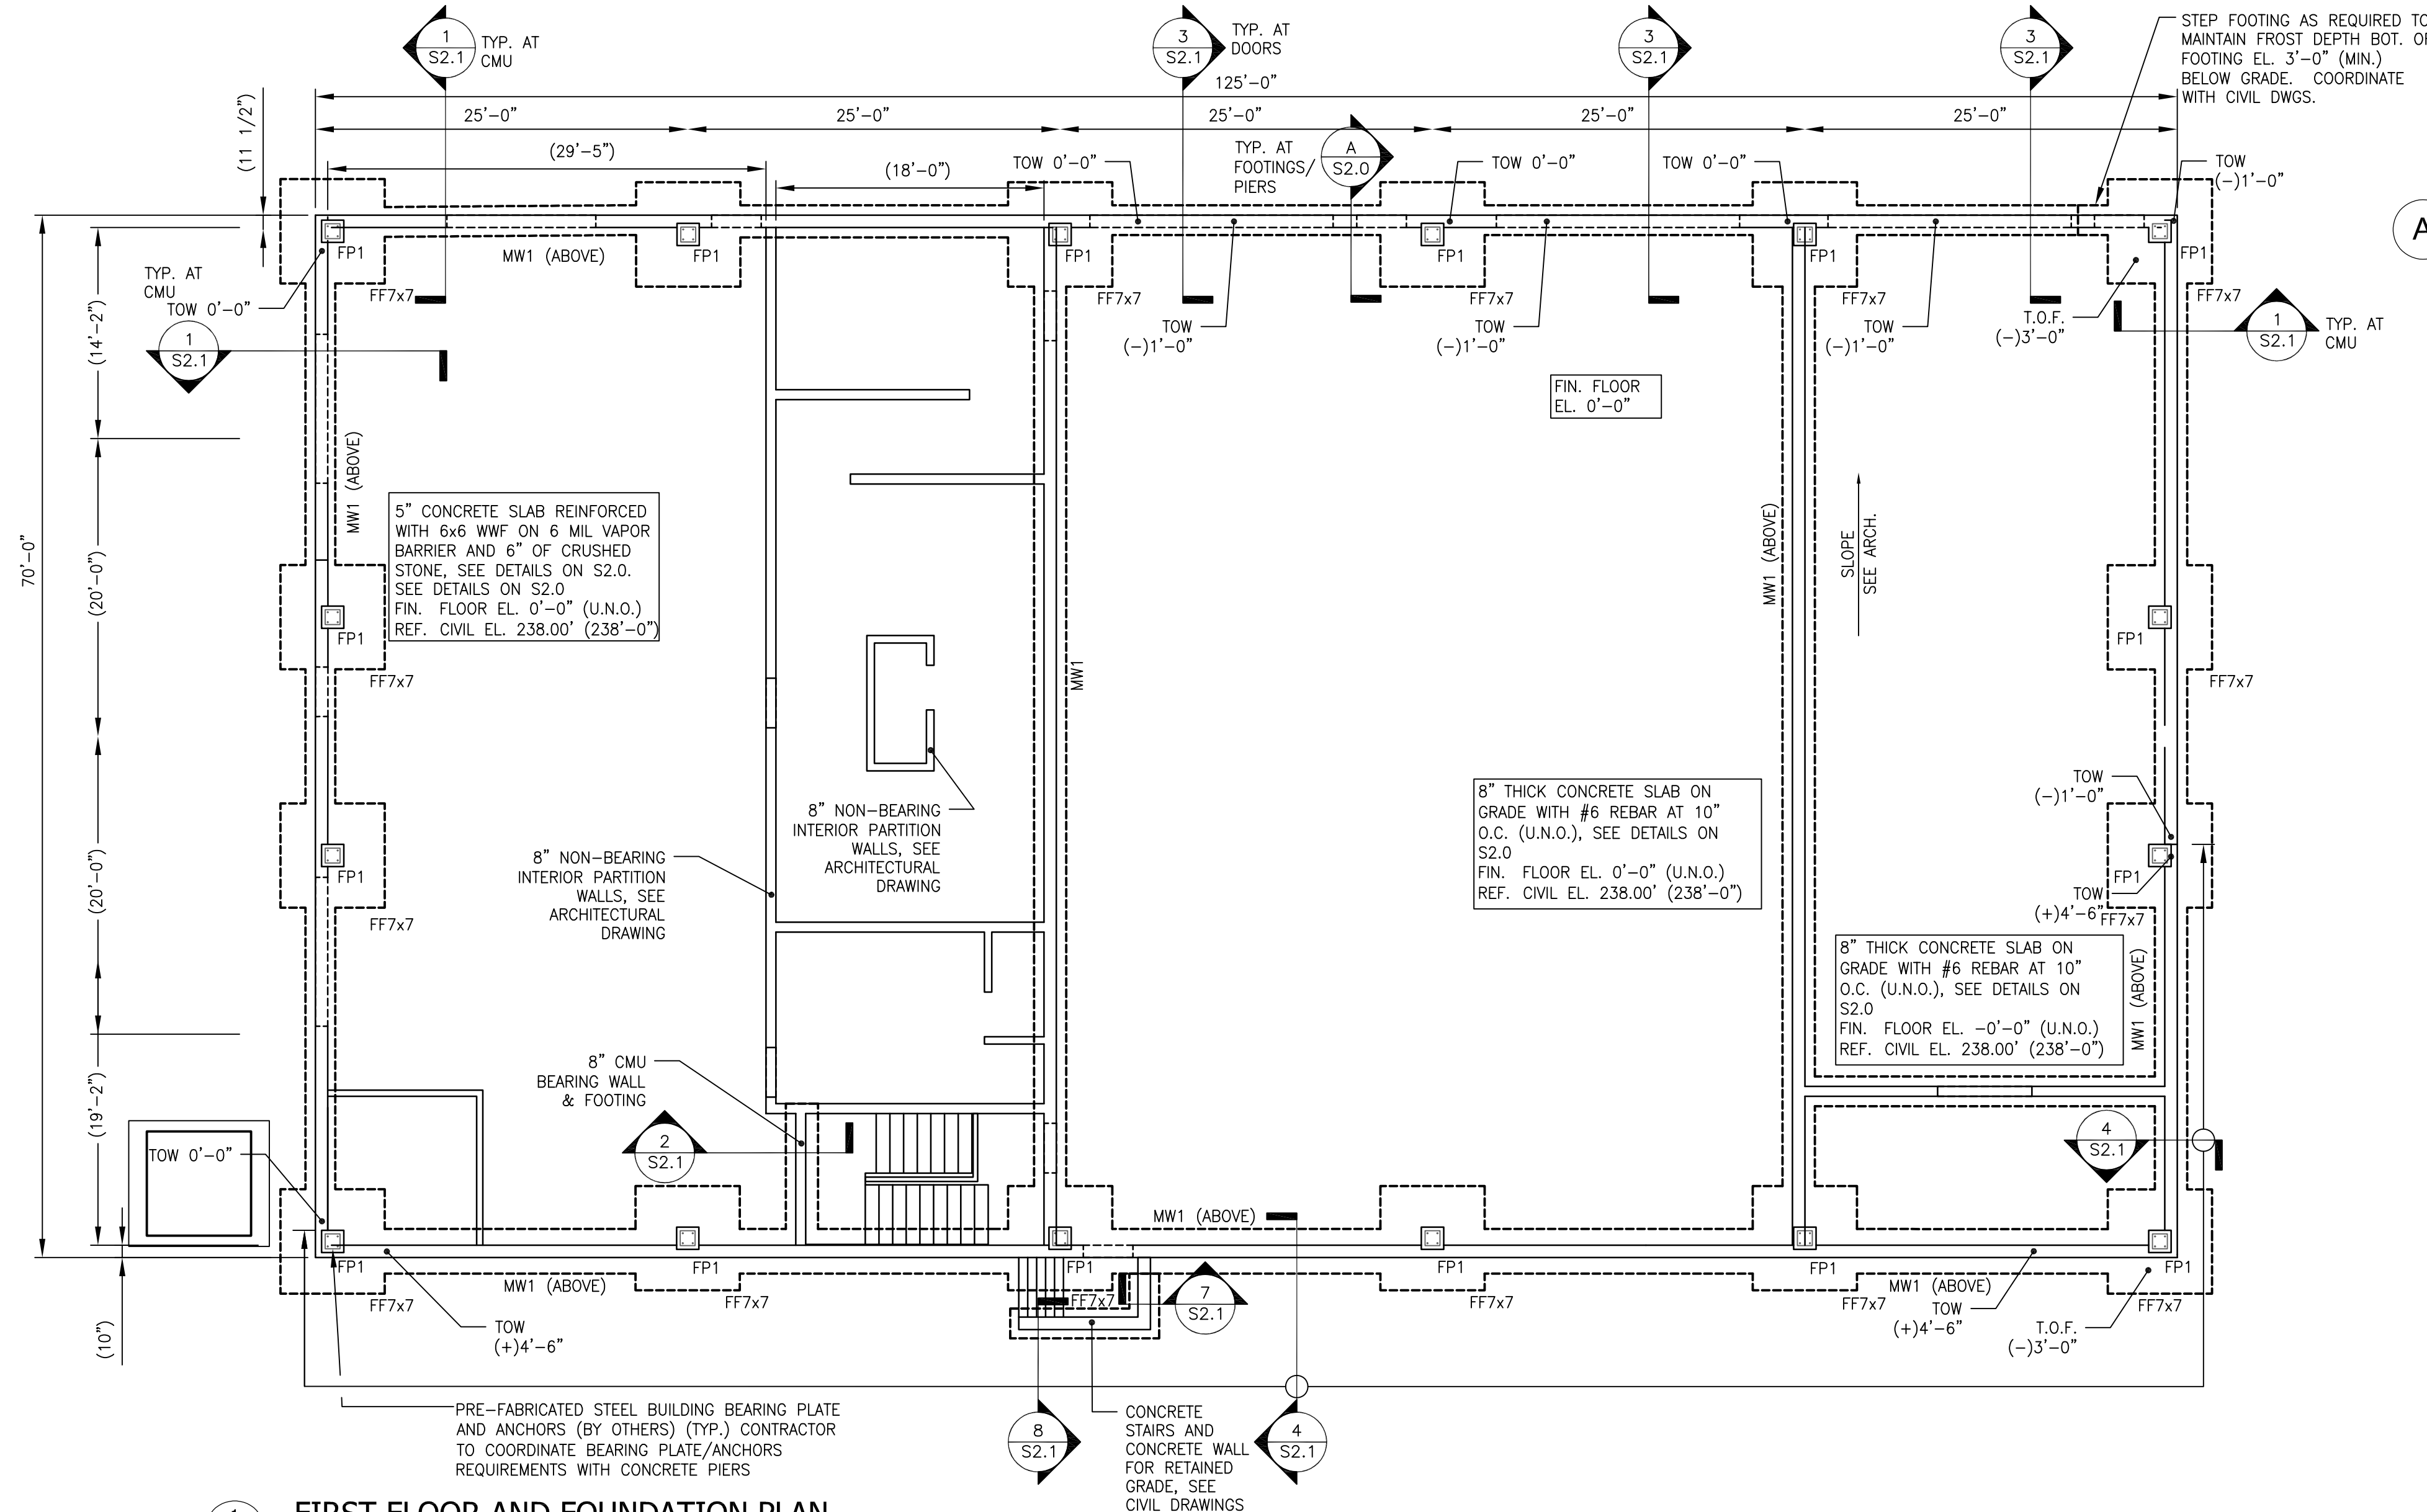 1
S2.1
TYP. AT
CMU
3
S2.1
TYP. AT
DOORS
3
S2.1
3
S2.1
STEP FOOTING AS REQUIRED TO
MAINTAIN FROST DEPTH BOT. OF
FOOTING EL. 3'-0" (MIN.)
BELOW GRADE. COORDINATE
WITH CIVIL DWGS.
125'-0"
25'-0"
25'-0"
25'-0"
25'-0"
25'-0"
(11 1/2")
(29'-5")
(18'-0")
TOW 0'-0"
TYP. AT
FOOTINGS/
PIERS
A
S2.0
TOW 0'-0"
TOW 0'-0"
TOW
(-)1'-0"
A
FP1
MW1 (ABOVE)
FP1
FP1
FP1
FP1
FP1
TYP. AT
CMU
TOW 0'-0"
1
S2.1
FF7x7
FF7x7
FF7x7
FF7x7
FF7x7
TOW
(-)1'-0"
TOW
(-)1'-0"
TOW
(-)1'-0"
T.O.F.
(-)3'-0"
1
S2.1
TYP. AT
CMU
(14'-2")
FIN. FLOOR
EL. 0'-0"
MW1 (ABOVE)
5" CONCRETE SLAB REINFORCED
WITH 6x6 WWF ON 6 MIL VAPOR
BARRIER AND 6" OF CRUSHED
STONE, SEE DETAILS ON S2.0.
SEE DETAILS ON S2.0
FIN. FLOOR EL. 0'-0" (U.N.O.)
REF. CIVIL EL. 238.00' (238'-0")
70'-0"
(20'-0")
MW1 (ABOVE)
SLOPE
SEE ARCH.
FP1
FF7x7
MW1
FP1
FF7x7
8" NON-BEARING
INTERIOR PARTITION
WALLS, SEE
ARCHITECTURAL
DRAWING
8" NON-BEARING
INTERIOR PARTITION
WALLS, SEE
ARCHITECTURAL
DRAWING
8" THICK CONCRETE SLAB ON
GRADE WITH #6 REBAR AT 10"
O.C. (U.N.O.), SEE DETAILS ON
S2.0
FIN. FLOOR EL. 0'-0" (U.N.O.)
REF. CIVIL EL. 238.00' (238'-0")
TOW
(-)1'-0"
FP1
TOW
(+)4'-6"
FF7x7
(20'-0")
FP1
FF7x7
8" THICK CONCRETE SLAB ON
GRADE WITH #6 REBAR AT 10"
O.C. (U.N.O.), SEE DETAILS ON
S2.0
FIN. FLOOR EL. -0'-0" (U.N.O.)
REF. CIVIL EL. 238.00' (238'-0")
MW1 (ABOVE)
(19'-2")
8" CMU
BEARING WALL
& FOOTING
2
S2.1
4
S2.1
TOW 0'-0"
MW1 (ABOVE)
FP1
MW1 (ABOVE)
FP1
FP1
FP1
FP1
MW1 (ABOVE)
FP1
FF7x7
FF7x7
FF7x7
7
S2.1
FF7x7
FF7x7
FF7x7
TOW
(+)4'-6"
TOW
(+)4'-6"
T.O.F.
(-)3'-0"
(10")
PRE-FABRICATED STEEL BUILDING BEARING PLATE
AND ANCHORS (BY OTHERS) (TYP.) CONTRACTOR
TO COORDINATE BEARING PLATE/ANCHORS
REQUIREMENTS WITH CONCRETE PIERS
8
S2.1
CONCRETE
STAIRS AND
CONCRETE WALL
FOR RETAINED
GRADE, SEE
CIVIL DRAWINGS
4
S2.1
1
FIRST FLOOR AND FOUNDATION PLAN